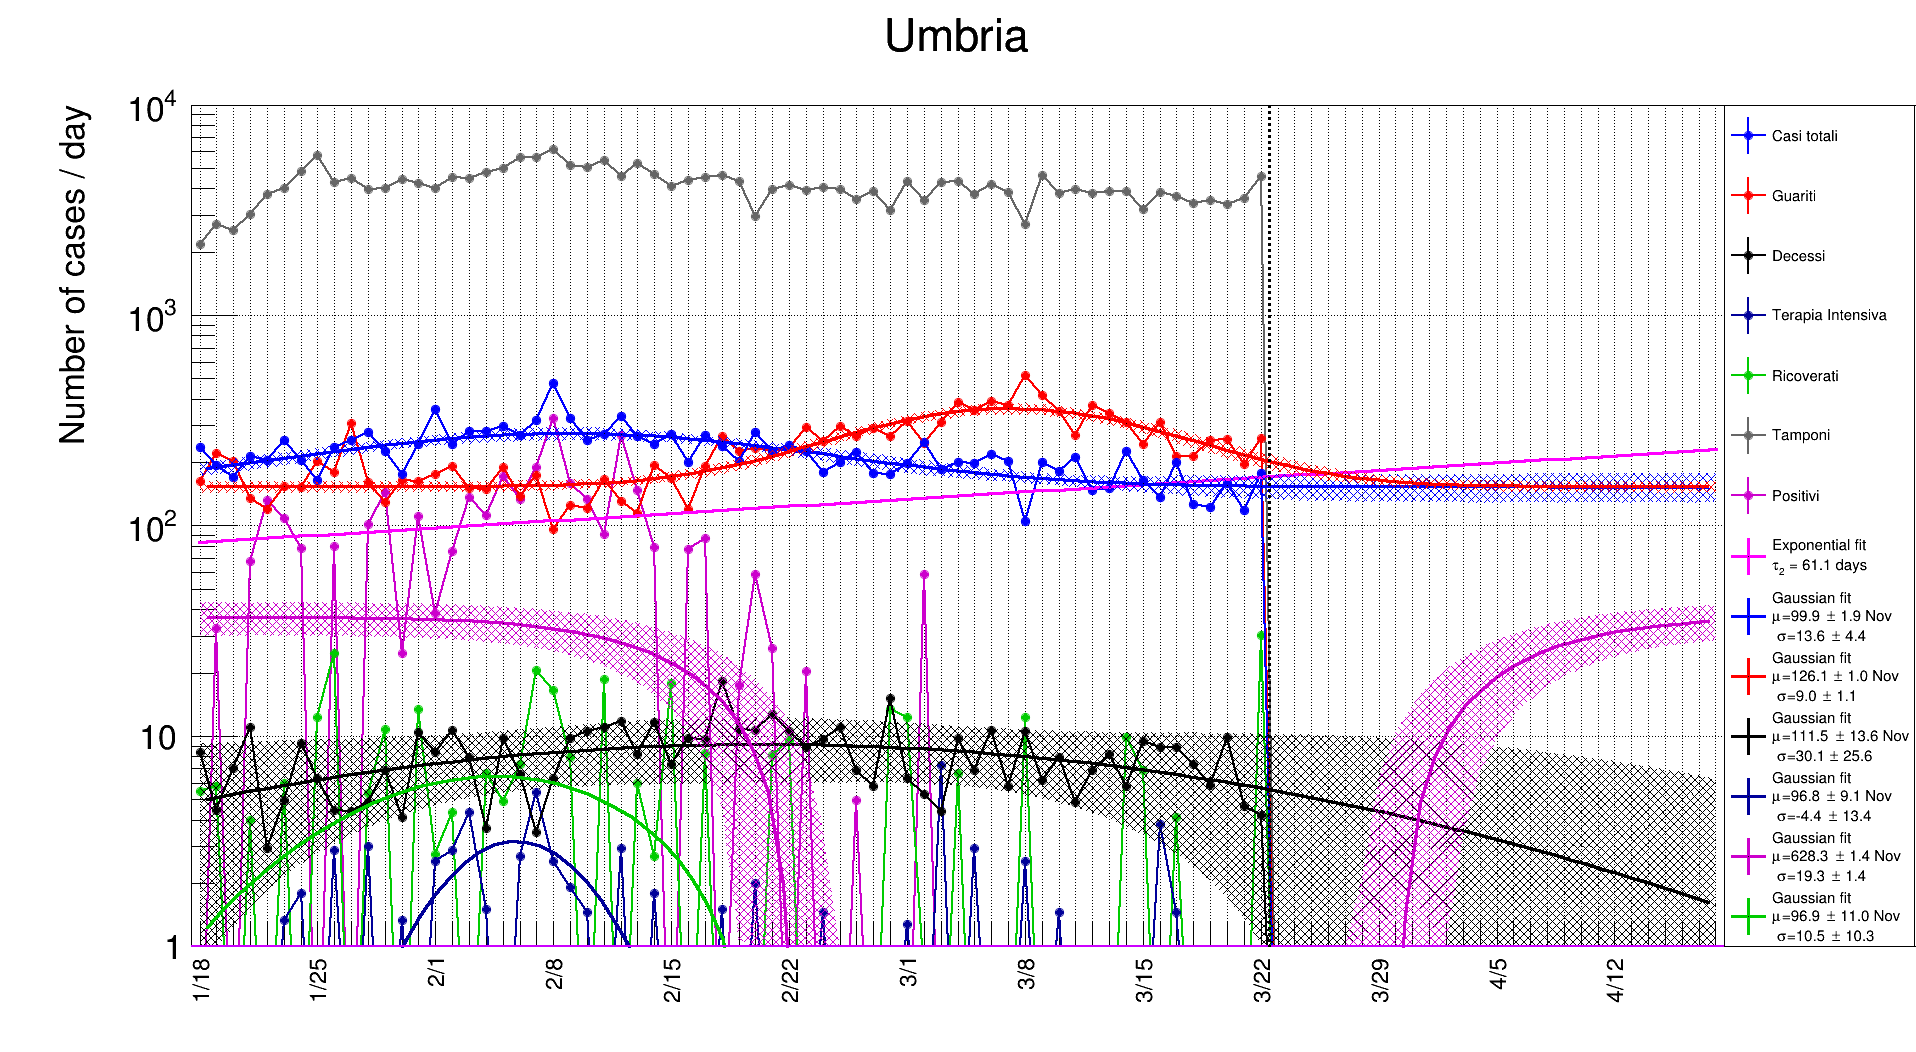 Umbria
Number of cases / day
10⁴
10³
10²
10
1
1/18
1/25
2/1
2/8
2/15
2/22
3/1
3/8
3/15
3/22
3/29
4/5
4/12
Casi totali
Guariti
Decessi
Terapia Intensiva
Ricoverati
Tamponi
Positivi
Exponential fit
τ₂ = 61.1 days
Gaussian fit
μ=99.9 ± 1.9 Nov
σ=13.6 ± 4.4
Gaussian fit
μ=126.1 ± 1.0 Nov
σ=9.0 ± 1.1
Gaussian fit
μ=111.5 ± 13.6 Nov
σ=30.1 ± 25.6
Gaussian fit
μ=96.8 ± 9.1 Nov
σ=-4.4 ± 13.4
Gaussian fit
μ=628.3 ± 1.4 Nov
σ=19.3 ± 1.4
Gaussian fit
μ=96.9 ± 11.0 Nov
σ=10.5 ± 10.3